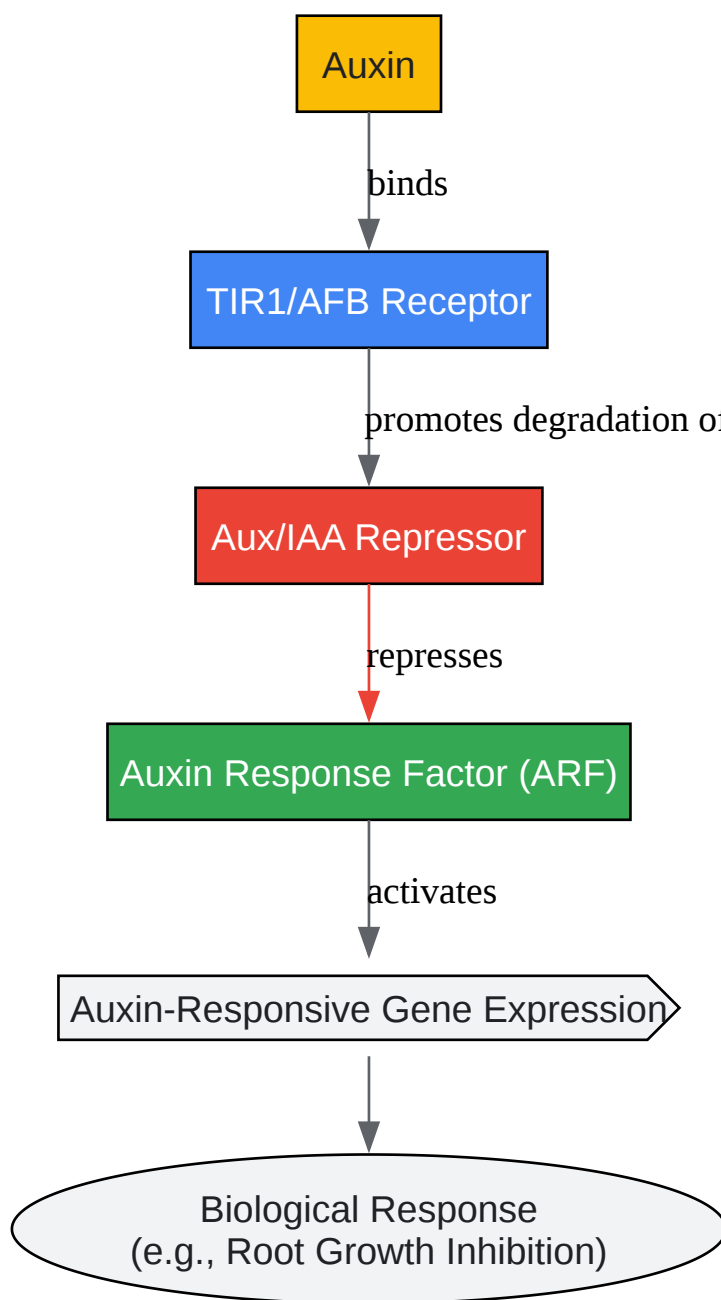 Auxin
binds
TIR1/AFB Receptor
promotes degradation of
Aux/IAA Repressor
represses
Auxin Response Factor (ARF)
activates
Auxin-Responsive Gene Expression
Biological Response
(e.g., Root Growth Inhibition)